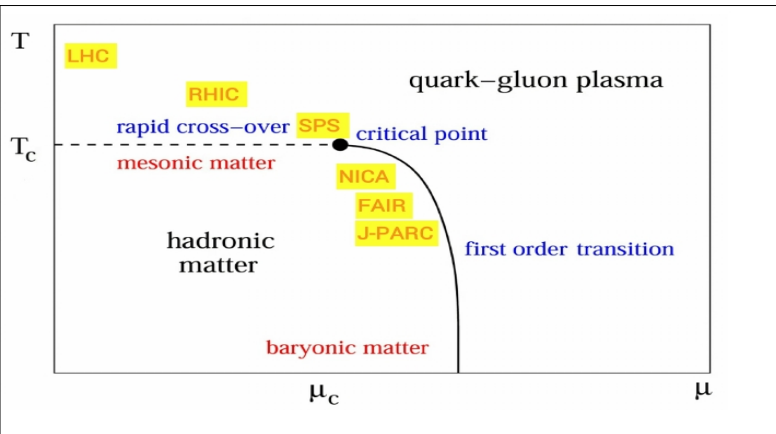 T
LHC
quark-gluon plasma
RHIC
rapid cross-over
SPS
critical point
Tc
mesonic matter
NICA
FAIR
J-PARC
hadronic
matter
first order transition
baryonic matter
μc
μ